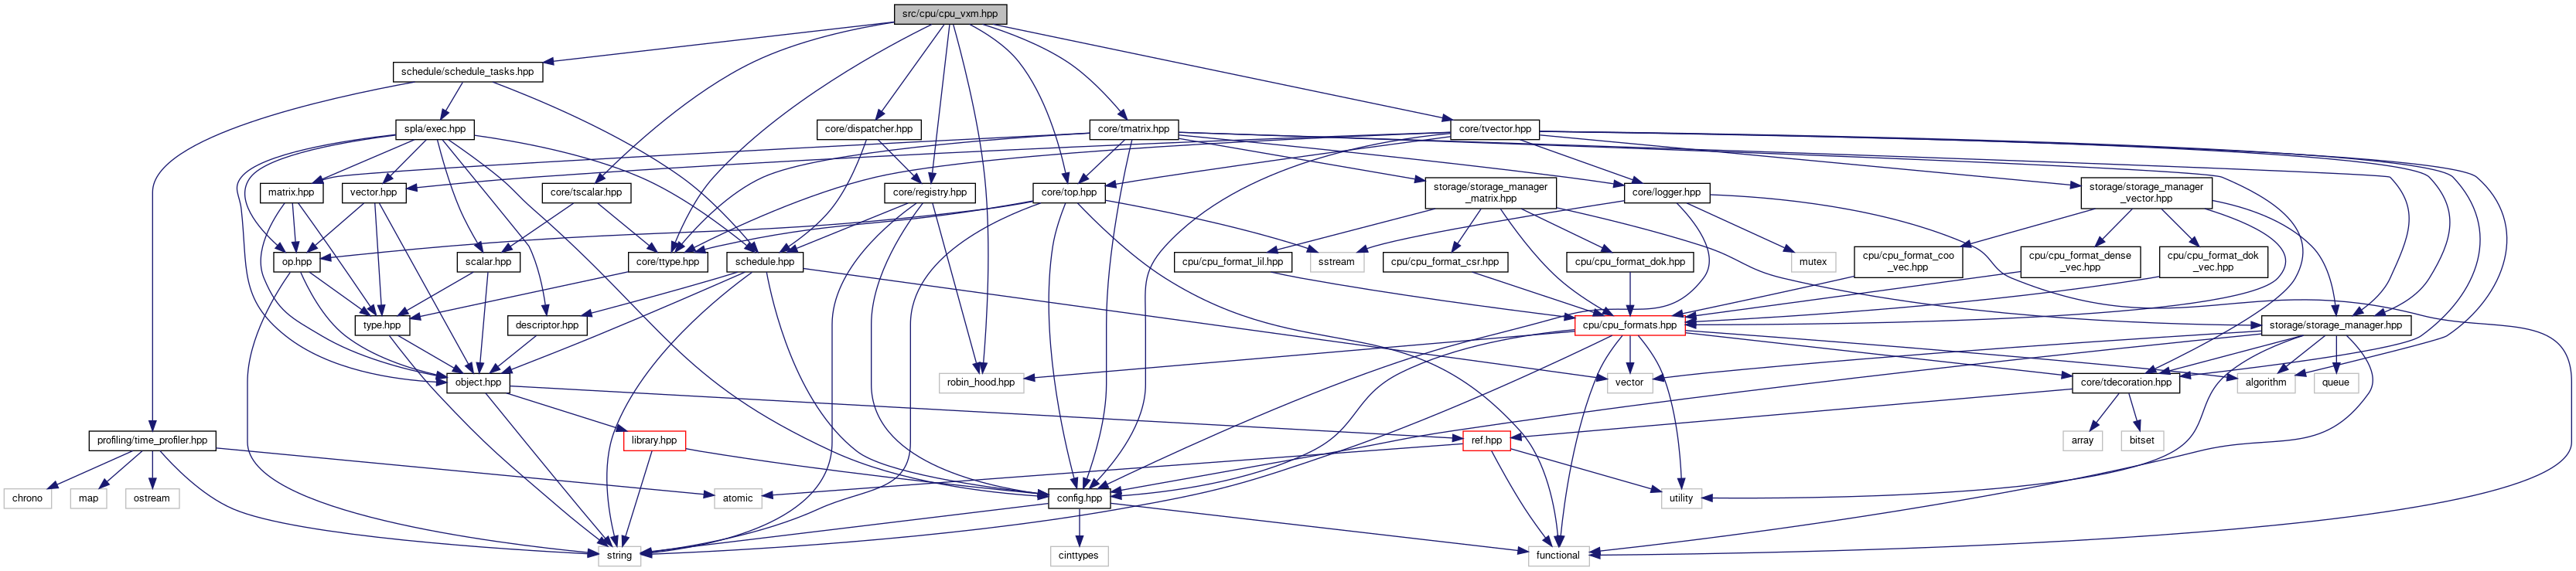 src/cpu/cpu_vxm.hpp
schedule/schedule_tasks.hpp
spla/exec.hpp
core/dispatcher.hpp
core/tmatrix.hpp
core/tvector.hpp
matrix.hpp
vector.hpp
core/tscalar.hpp
core/registry.hpp
core/top.hpp
storage/storage_manager
_matrix.hpp
core/logger.hpp
storage/storage_manager
_vector.hpp
op.hpp
scalar.hpp
core/ttype.hpp
schedule.hpp
sstream
cpu/cpu_format_lil.hpp
cpu/cpu_format_csr.hpp
cpu/cpu_format_dok.hpp
mutex
cpu/cpu_format_coo
_vec.hpp
cpu/cpu_format_dense
_vec.hpp
cpu/cpu_format_dok
_vec.hpp
type.hpp
descriptor.hpp
cpu/cpu_formats.hpp
storage/storage_manager.hpp
object.hpp
robin_hood.hpp
vector
core/tdecoration.hpp
algorithm
queue
profiling/time_profiler.hpp
library.hpp
ref.hpp
array
bitset
chrono
map
ostream
atomic
config.hpp
utility
string
cinttypes
functional